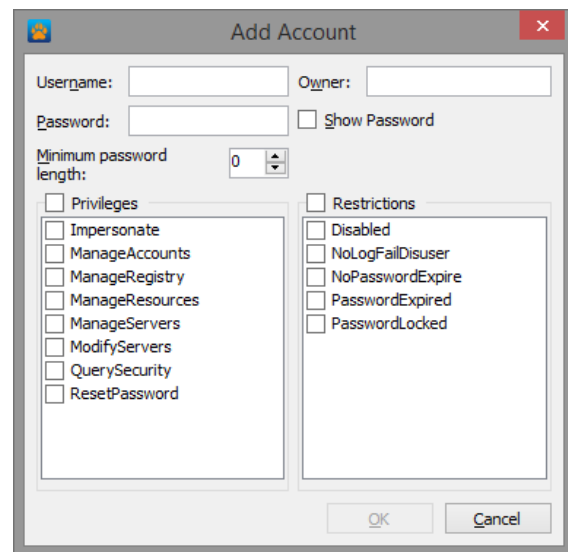 Add Account
Username:
Owner:
Password:
Show Password
Minimum password
length:
0
Privileges
Impersonate
ManageAccounts
ManageRegistry
ManageResources
ManageServers
ModifyServers
QuerySecurity
ResetPassword
Restrictions
Disabled
NoLogFailDisuser
NoPasswordExpire
PasswordExpired
PasswordLocked
OK
Cancel